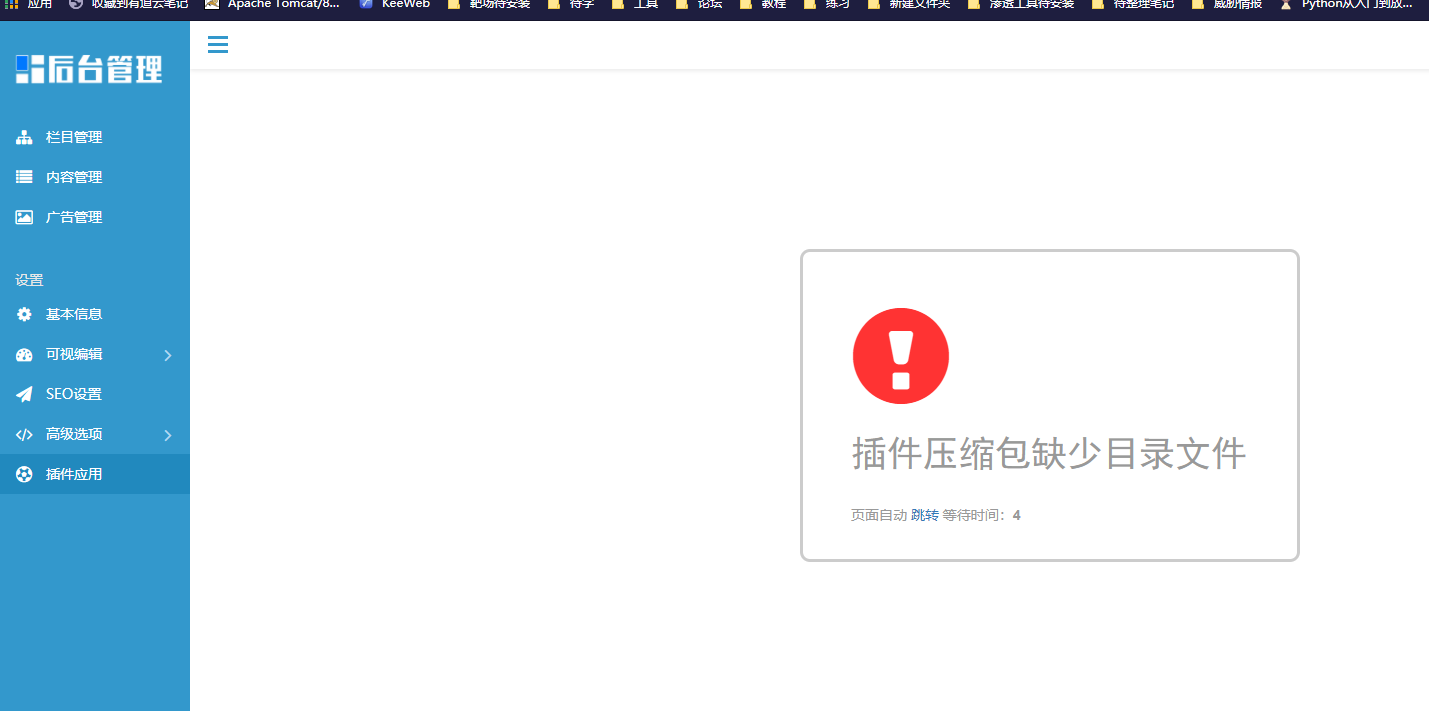 应用 收藏到有道云笔记 Apache Tomcat/8... KeeWeb 靶场待安装 待学 工具 论坛 教程 练习 新建文件夹 渗透工具待安装 待整理笔记 威胁情报 Python从入门到放...
后台管理
栏目管理
内容管理
广告管理
设置
基本信息
可视编辑
SEO设置
高级选项
插件应用
插件压缩包缺少目录文件
页面自动 跳转 等待时间：4